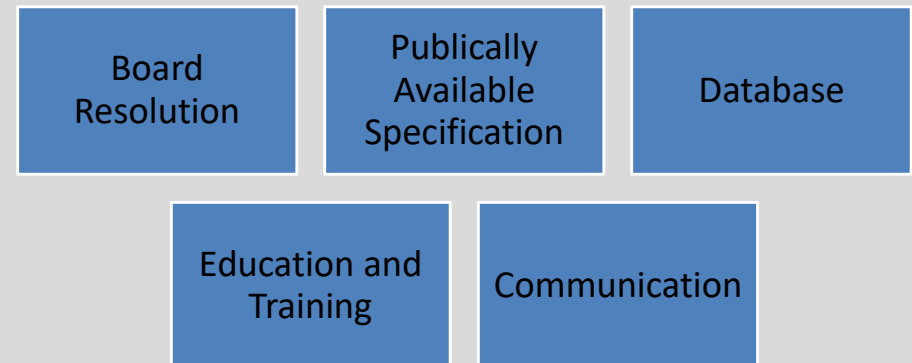 Board
Resolution
Publically
Available
Specification
Database
Education and
Training
Communication